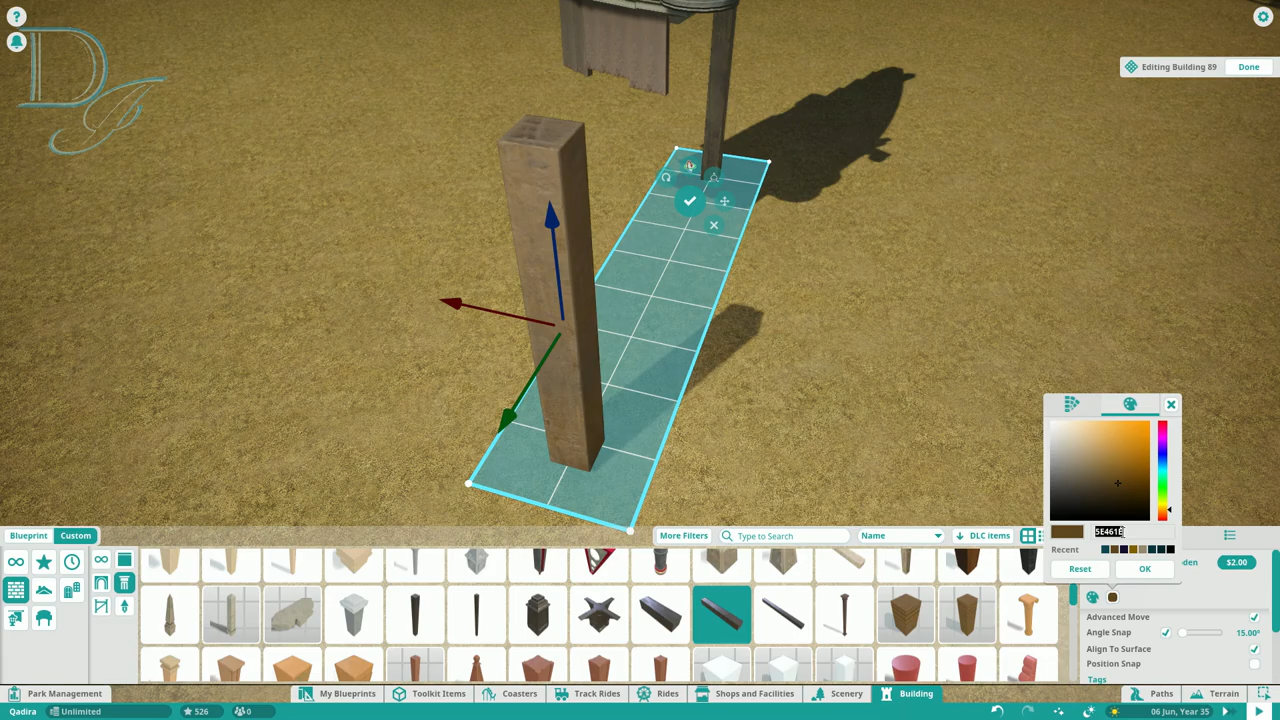 DJ
Editing Building 89
Done
5E461E
Recent
Reset
OK
Blueprint
Custom
More Filters
Type to Search
Name
DLC items
$2.00
Advanced Move
Angle Snap
15.00°
Align To Surface
Position Snap
Tags
Park Management
My Blueprints
Toolkit Items
Coasters
Track Rides
Rides
Shops and Facilities
Scenery
Building
Paths
Terrain
Qadira
Unlimited
526
0
06 Jun, Year 35